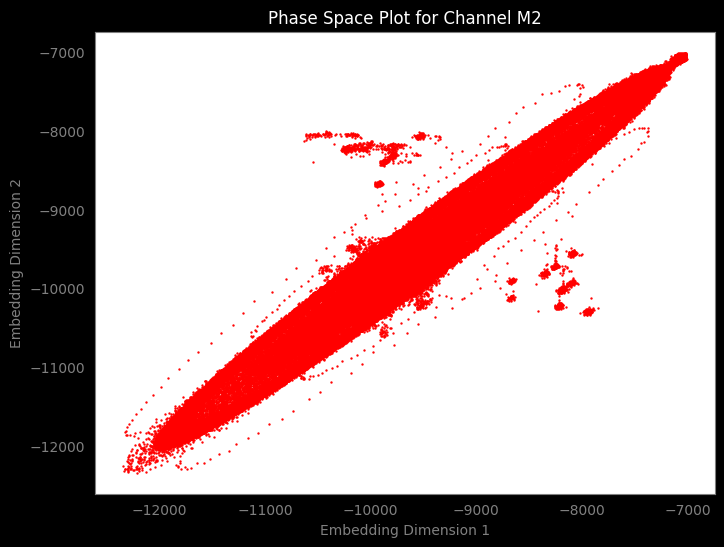 Phase Space Plot for Channel M2
Embedding Dimension 2
−7000
−8000
−9000
−10000
−11000
−12000
−12000 −11000 −10000 −9000 −8000 −7000
Embedding Dimension 1